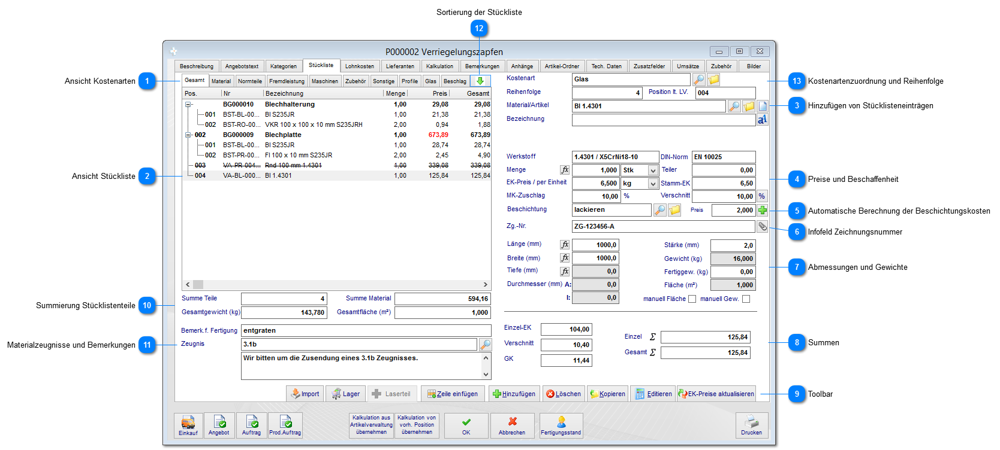 Sortierung der Stückliste
12
P000002 Verriegelungszapfen
Beschreibung Angebotstext Kategorien Stückliste Lohnkosten Lieferanten Kalkulation Bemerkungen Anhänge Artikel-Ordner Tech. Daten Zusatzfelder Umsätze Zubehör Bilder
Ansicht Kostenarten 1
Gesamt Material Normteile Fremdleistung Maschinen Zubehör Sonstige Profile Glas Beschlag
Pos. Nr Bezeichnung Menge Preis Gesamt
BG000010 Blechhalterung 1,00 29,08 29,08
001 BST-BL-00... Bl S235JR 1,00 21,38 21,38
002 BST-RO-00... VKR 100 x 100 x 10 mm S235JRH 2,00 0,94 1,88
002 BG000009 Blechplatte 1,00 673,89 673,89
001 BST-BL-00... Bl S235JR 1,00 28,74 28,74
002 BST-PR-00... Fl 100 x 10 mm S235JR 2,00 2,45 4,90
003 VA-PR-004... Rnd 100 mm 1.4301 1,00 339,08 339,08
004 VA-BL-000... Bl 1.4301 1,00 125,84 125,84
Ansicht Stückliste 2
Summe Teile 4 Summe Material 594,16
Gesamtgewicht (kg) 143,780 Gesamtfläche (m²) 1,000
Summierung Stücklistenteile 10
Bemerk.f. Fertigung entgraten
Zeugnis 3.1b
Materialzeugnisse und Bemerkungen 11
Wir bitten um die Zusendung eines 3.1b Zeugnisses.
Kostenart Glas
13 Kostenartenzuordnung und Reihenfolge
Reihenfolge 4 Position lt. LV. 004
Material/Artikel Bl 1.4301
3 Hinzufügen von Stücklisteneinträgen
Bezeichnung
Werkstoff 1.4301 / X5CrNi18-10 DIN-Norm EN 10025
Menge fx 1,000 Stk Teiler 0,00
4 Preise und Beschaffenheit
EK-Preis / per Einheit 6,500 kg Stamm-EK 6,50
MK-Zuschlag 10,00 % Verschnitt 10,00 %
Beschichtung lackieren Preis 2,000
5 Automatische Berechnung der Beschichtungskosten
Zg.-Nr. ZG-123456-A
6 Infofeld Zeichnungsnummer
Länge (mm) fx 1000,0 Stärke (mm) 2,0
Breite (mm) fx 1000,0 Gewicht (kg) 16,000
7 Abmessungen und Gewichte
Tiefe (mm) fx 0,0 Fertiggew. (kg) 0,00
Durchmesser (mm) A: 0,0 Fläche (m²) 1,000
I: 0,0 manuell Fläche manuell Gew.
Einzel-EK 104,00 Einzel Σ 125,84
Verschnitt 10,40
8 Summen
GK 11,44 Gesamt Σ 125,84
Import Lager Laserteil Zeile einfügen Hinzufügen Löschen Kopieren Editieren EK-Preise aktualisieren
9 Toolbar
Einkauf Angebot Auftrag Prod.Auftrag
Kalkulation aus
Artikelverwaltung
übernehmen
Kalkulation von
vorh. Position
übernehmen
OK Abbrechen Fertigungsstand Drucken